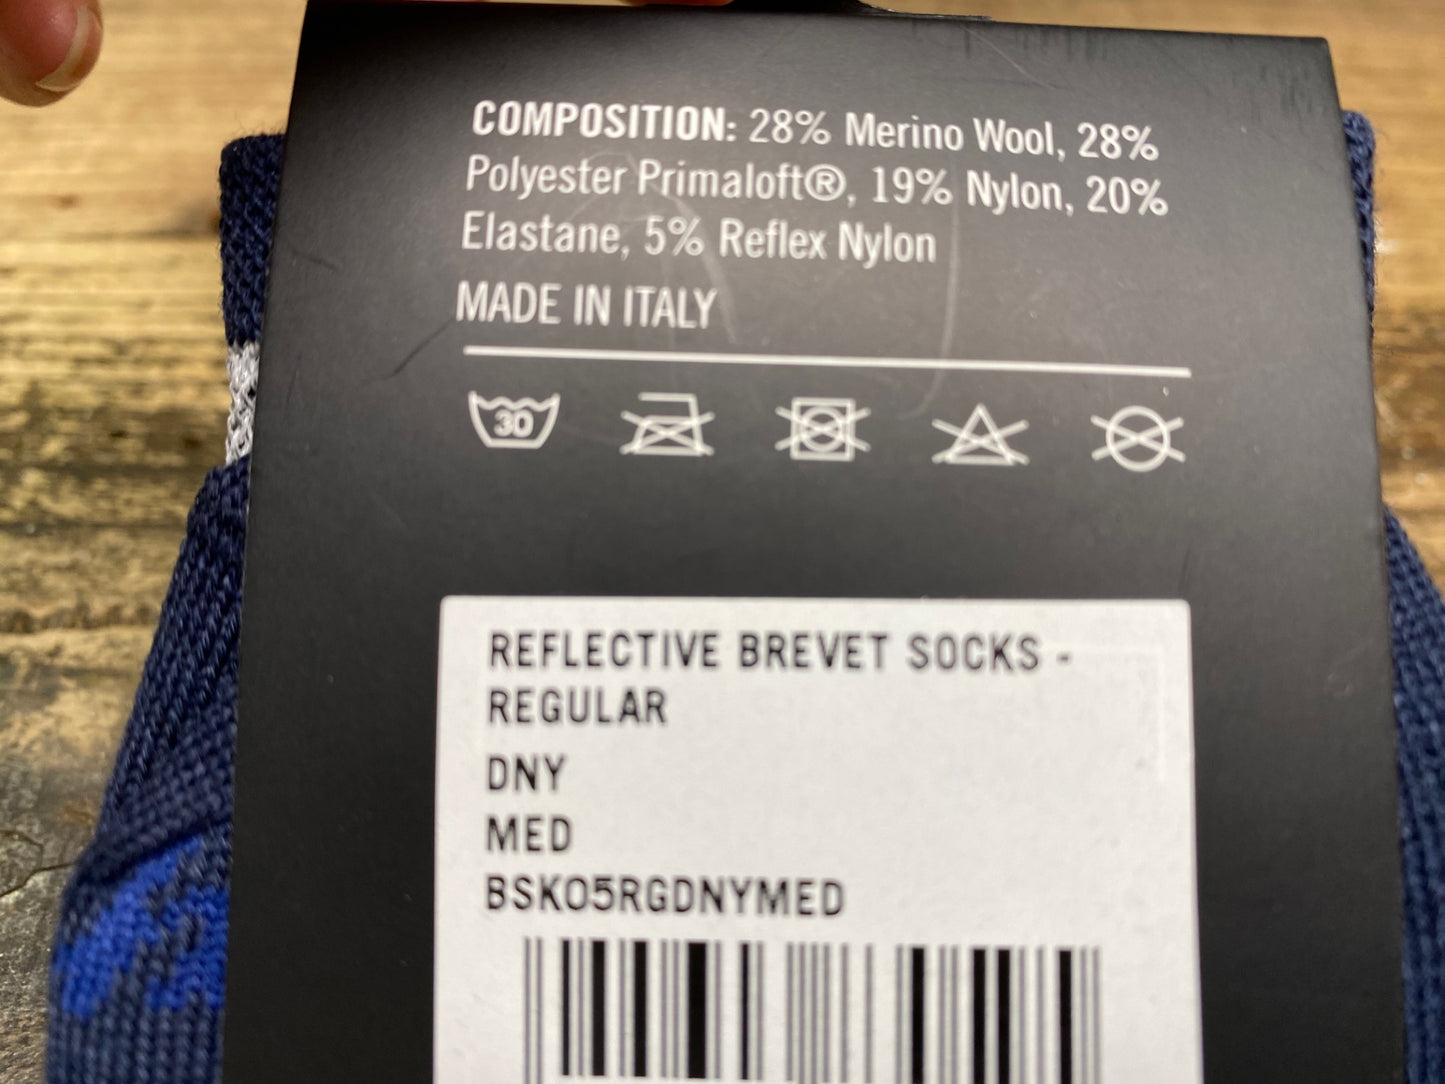 COMPOSITION: 28% Merino Wool, 28%
Polyester Primaloft®, 19% Nylon, 20%
Elastane, 5% Reflex Nylon
MADE IN ITALY
30
REFLECTIVE BREVET SOCKS -
REGULAR
DNY
MED
BSK05RGDNYMED